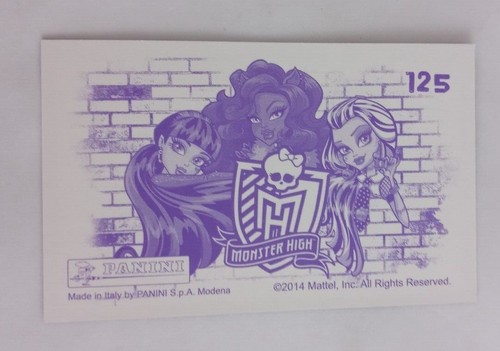 125
MONSTER HIGH
PANINI
Made in Italy by PANINI S.p.A. Modena
©2014 Mattel, Inc. All Rights Reserved.